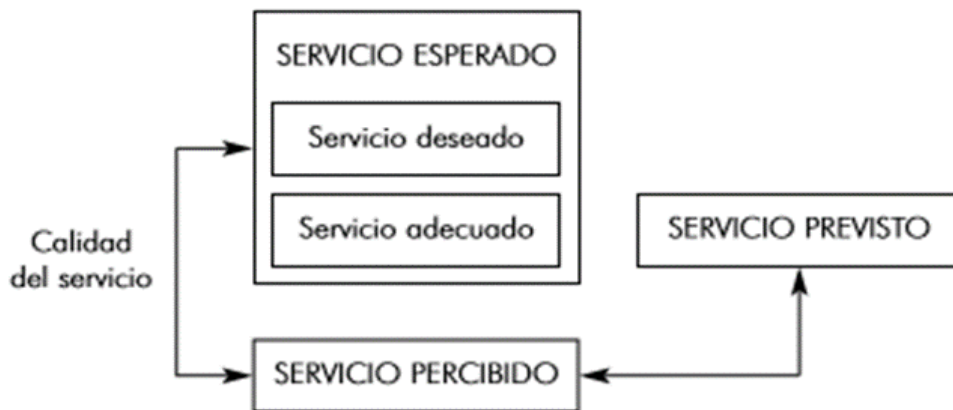 SERVICIO ESPERADO
Servicio deseado
Servicio adecuado
SERVICIO PREVISTO
Calidad
del servicio
SERVICIO PERCIBIDO